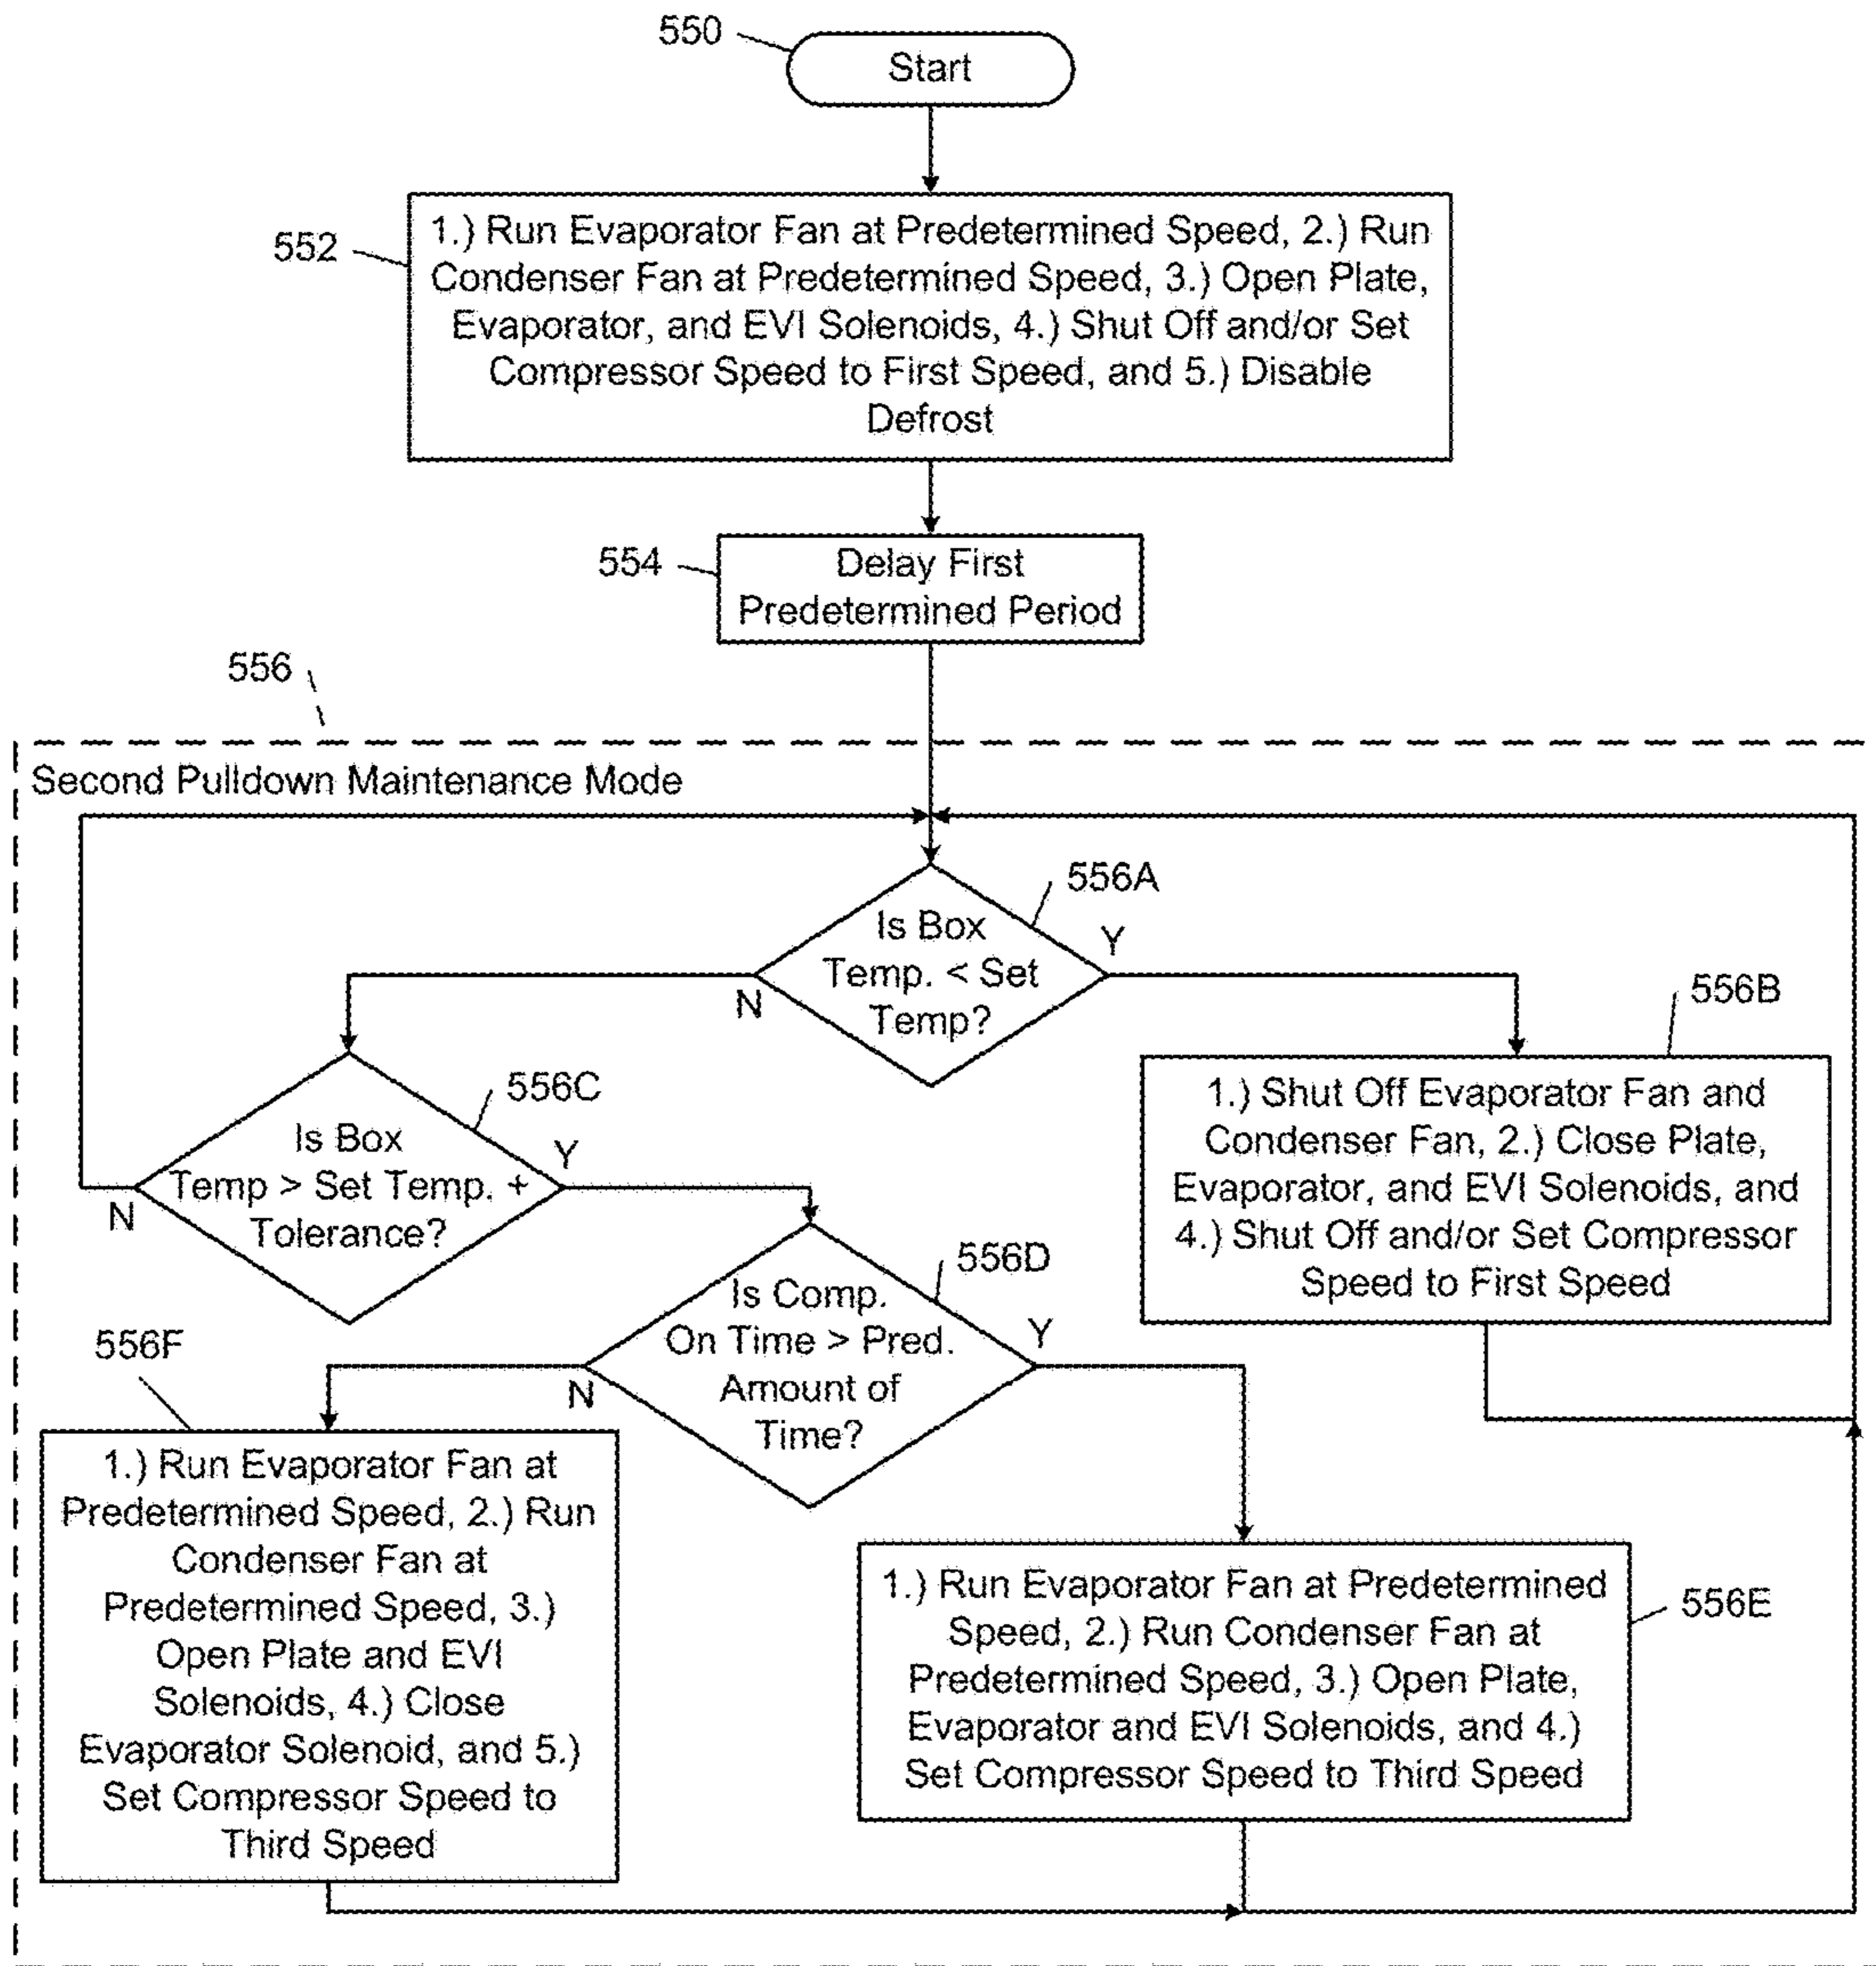 550
Start
552
1.) Run Evaporator Fan at Predetermined Speed, 2.) Run
Condenser Fan at Predetermined Speed, 3.) Open Plate,
Evaporator, and EVI Solenoids, 4.) Shut Off and/or Set
Compressor Speed to First Speed, and 5.) Disable
Defrost
554
Delay First
Predetermined Period
556
Second Pulldown Maintenance Mode
556A
Is Box
Temp. < Set
Temp?
Y
N
556B
1.) Shut Off Evaporator Fan and
Condenser Fan, 2.) Close Plate,
Evaporator, and EVI Solenoids, and
4.) Shut Off and/or Set Compressor
Speed to First Speed
556C
Is Box
Temp > Set Temp. +
Tolerance?
Y
N
556D
Is Comp.
On Time > Pred.
Amount of
Time?
Y
N
556F
1.) Run Evaporator Fan at
Predetermined Speed, 2.) Run
Condenser Fan at
Predetermined Speed, 3.)
Open Plate and EVI
Solenoids, 4.) Close
Evaporator Solenoid, and 5.)
Set Compressor Speed to
Third Speed
556E
1.) Run Evaporator Fan at Predetermined
Speed, 2.) Run Condenser Fan at
Predetermined Speed, 3.) Open Plate,
Evaporator and EVI Solenoids, and 4.)
Set Compressor Speed to Third Speed